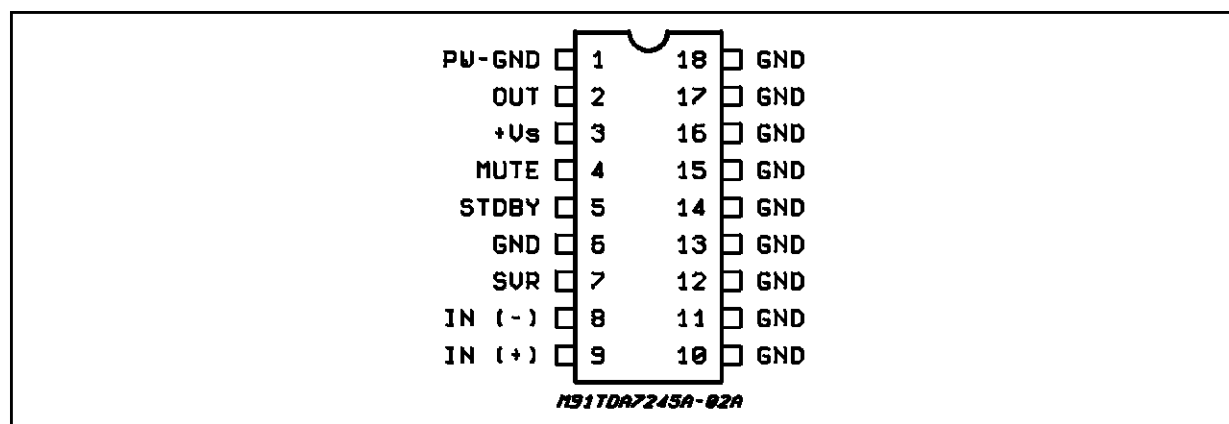 PW-GND 1 18 GND
OUT 2 17 GND
+Vs 3 16 GND
MUTE 4 15 GND
STDBY 5 14 GND
GND 6 13 GND
SVR 7 12 GND
IN (-) 8 11 GND
IN (+) 9 10 GND
M91TDA7245A-02A